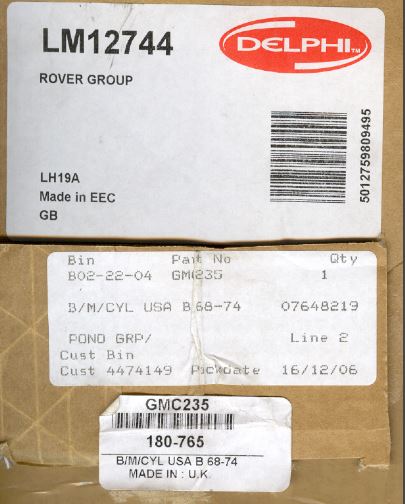 LM12744
DELPHI TM
ROVER GROUP
5012759809495
LH19A
Made in EEC
GB
Bin Part No Qty
B02-22-04 GMC235 1
B/M/CYL USA B 68-74 07648219
POND GRP/ Line 2
Cust Bin
Cust 4474149 Pickdate 16/12/06
GMC235
180-765
B/M/CYL USA B 68-74
MADE IN : U.K.